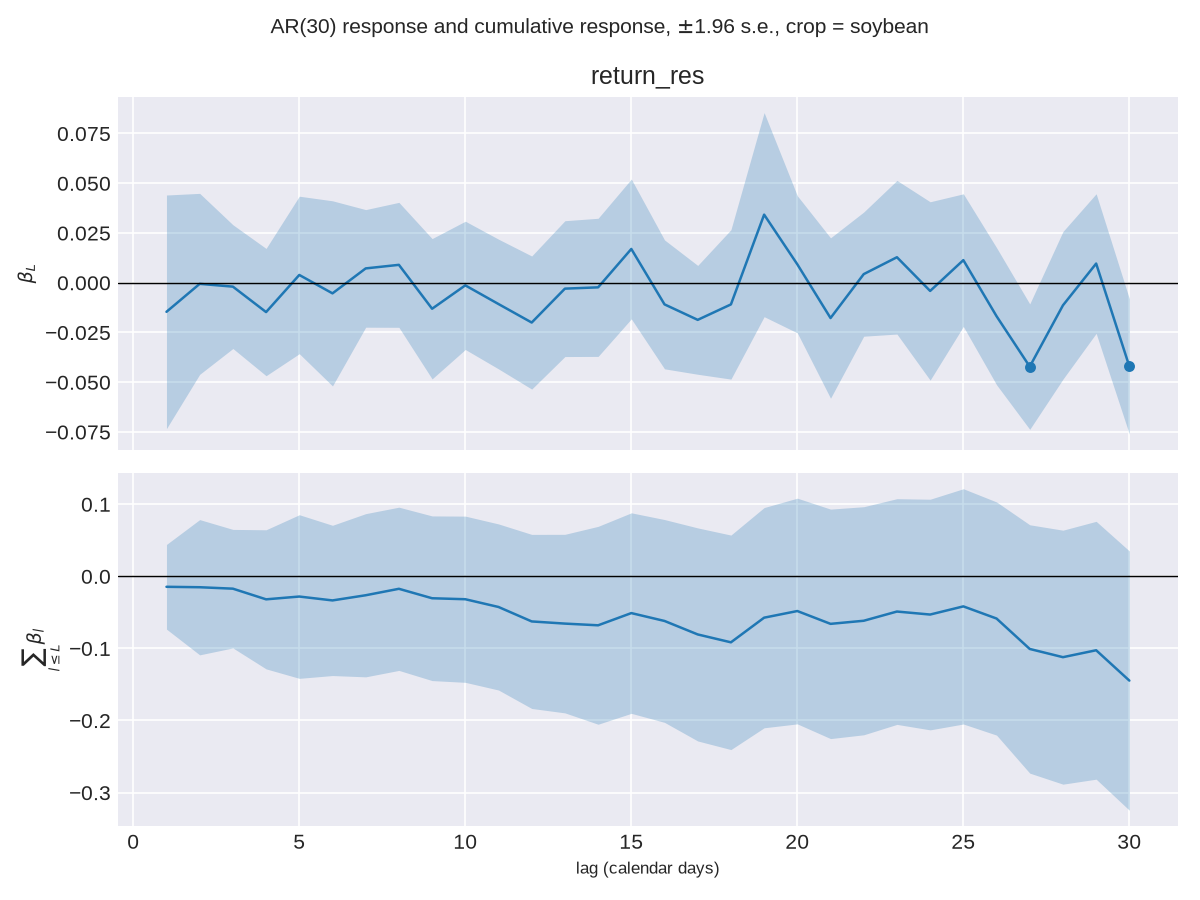 AR(30) response and cumulative response, ±1.96 s.e., crop = soybean
return_res
0.075
0.050
0.025
0.000
−0.025
−0.050
−0.075
β_L
0.1
0.0
−0.1
−0.2
−0.3
∑_{l≤L} β_l
0 5 10 15 20 25 30
lag (calendar days)